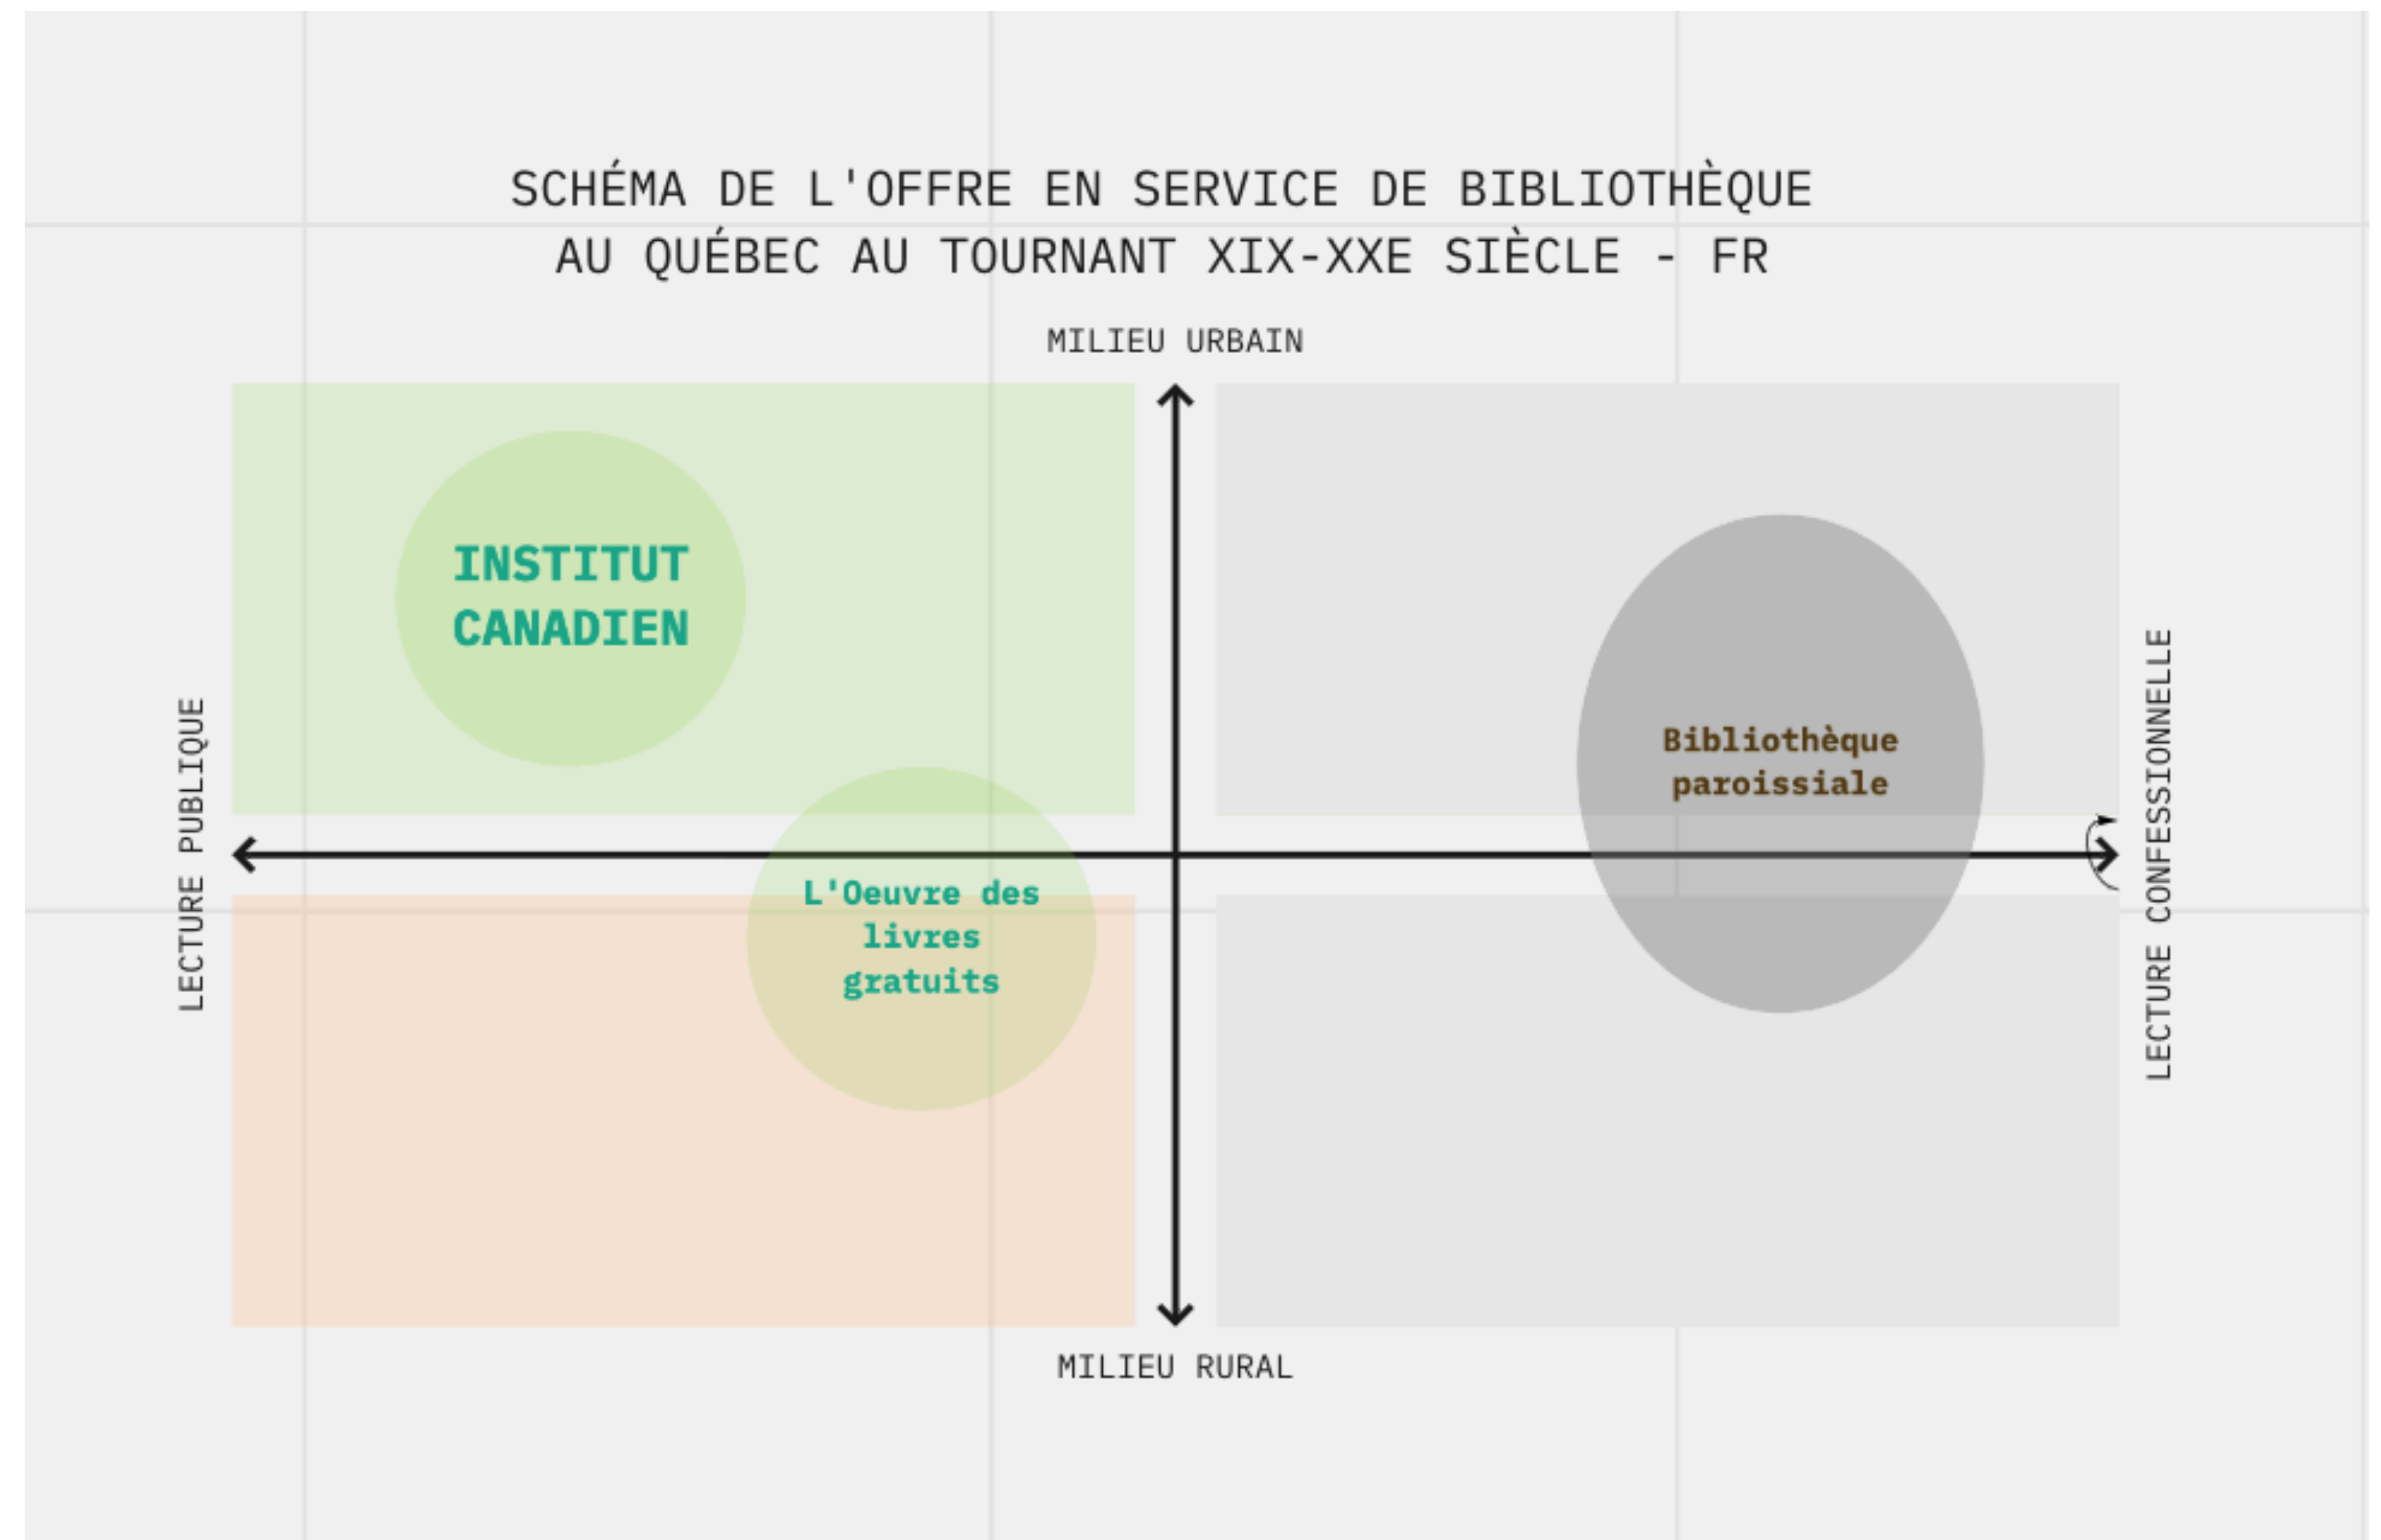 SCHÉMA DE L'OFFRE EN SERVICE DE BIBLIOTHÈQUE
AU QUÉBEC AU TOURNANT XIX-XXE SIÈCLE - FR
MILIEU URBAIN
INSTITUT
CANADIEN
Bibliothèque
paroissiale
LECTURE PUBLIQUE
LECTURE CONFESSIONNELLE
L'Oeuvre des
livres
gratuits
MILIEU RURAL